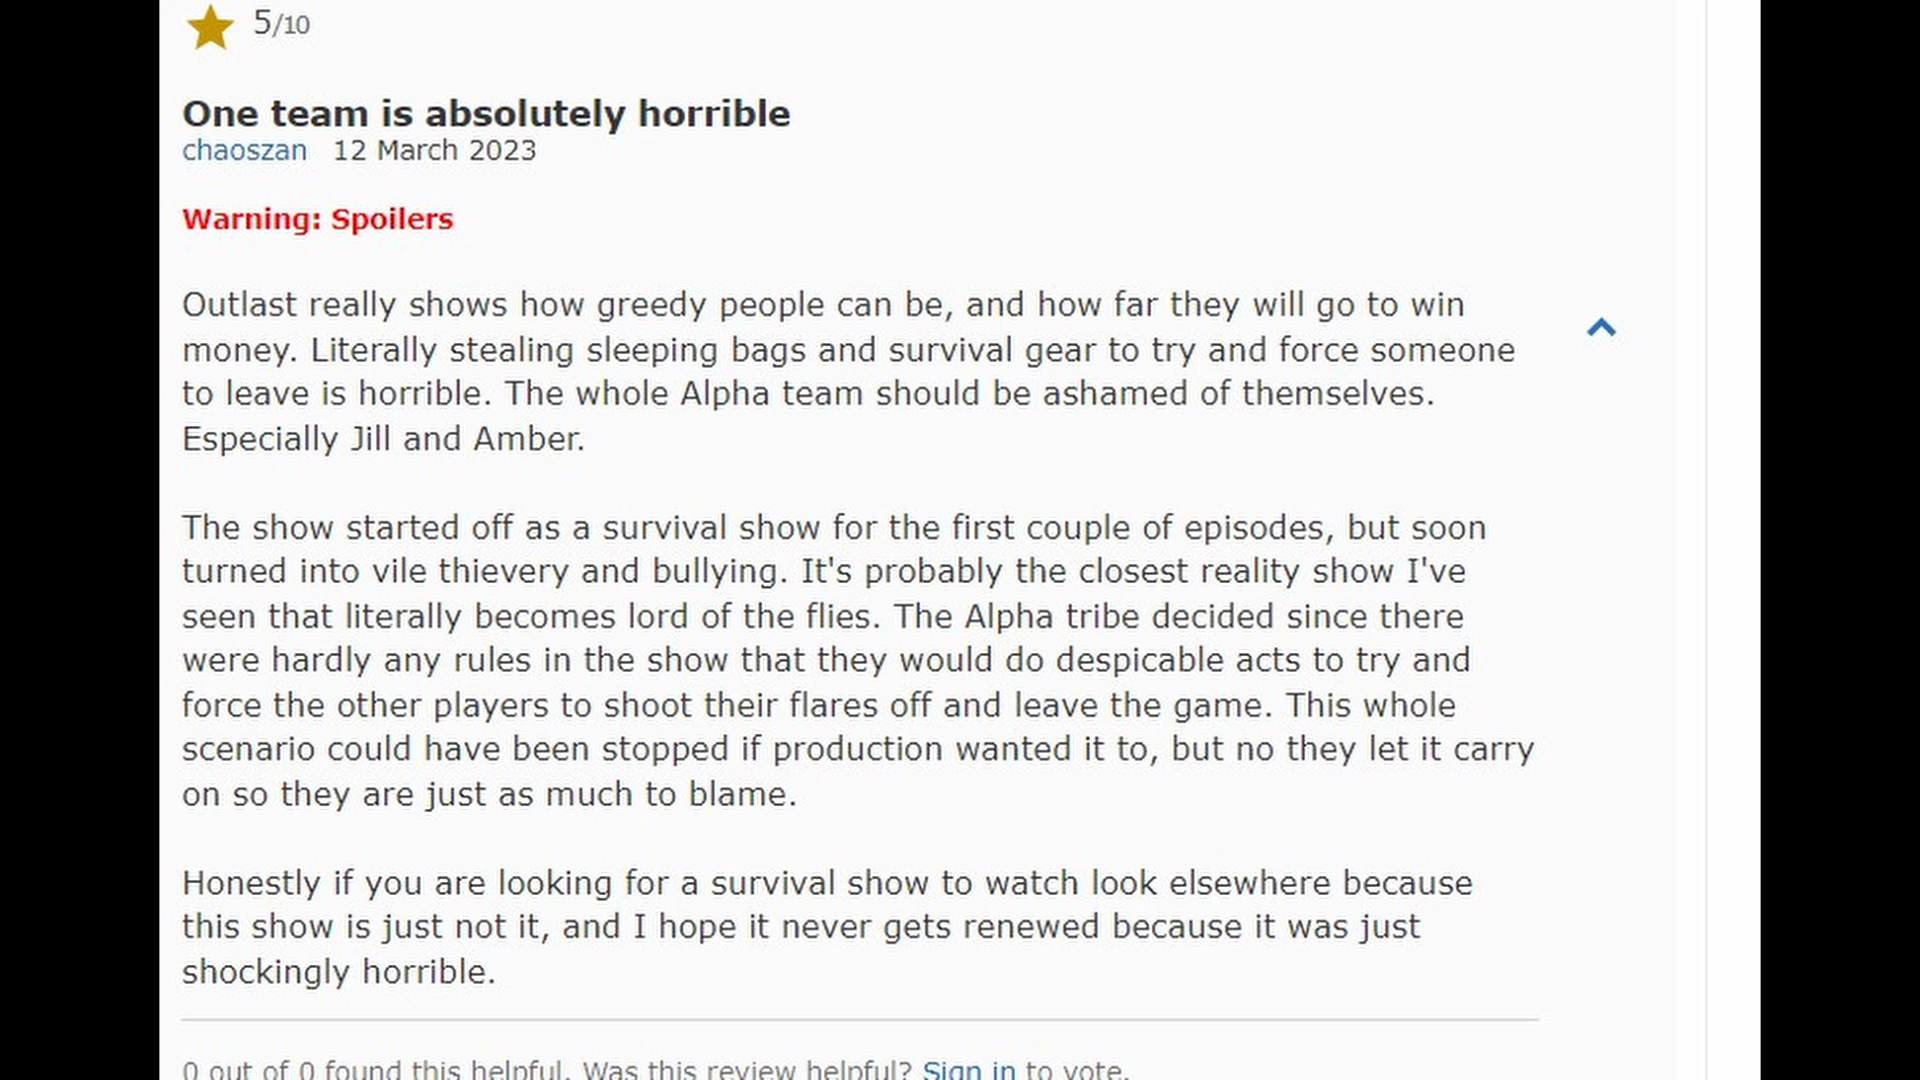 5/10
One team is absolutely horrible
chaoszan 12 March 2023
Warning: Spoilers
Outlast really shows how greedy people can be, and how far they will go to win
money. Literally stealing sleeping bags and survival gear to try and force someone
to leave is horrible. The whole Alpha team should be ashamed of themselves.
Especially Jill and Amber.
The show started off as a survival show for the first couple of episodes, but soon
turned into vile thievery and bullying. It's probably the closest reality show I've
seen that literally becomes lord of the flies. The Alpha tribe decided since there
were hardly any rules in the show that they would do despicable acts to try and
force the other players to shoot their flares off and leave the game. This whole
scenario could have been stopped if production wanted it to, but no they let it carry
on so they are just as much to blame.
Honestly if you are looking for a survival show to watch look elsewhere because
this show is just not it, and I hope it never gets renewed because it was just
shockingly horrible.
0 out of 0 found this helpful. Was this review helpful? Sign in to vote.